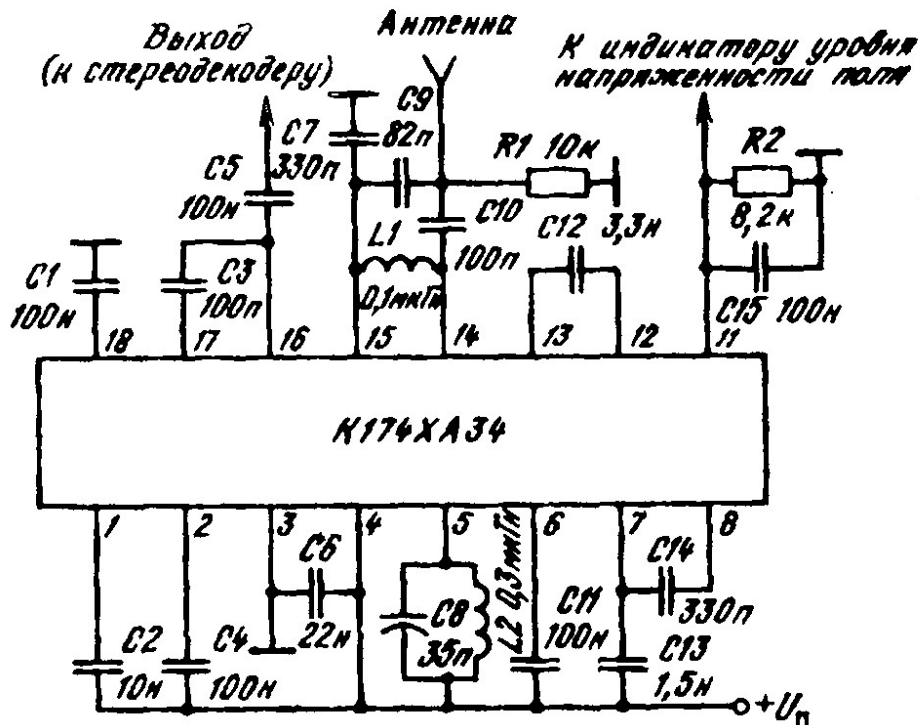 Выход
(к стереодекодеру)
Антенна
К индикатору уровня
напряженности поля
C1
100н
C3
100п
C5
100н
C7
330п
C9
82п
L1
0,1мкГн
C10
100п
R1 10к
C12
3,3н
R2
8,2к
C15 100н
18
17
16
15
14
13
12
11
К174ХА34
1
2
3
4
5
6
7
8
C2
10н
C4
100н
C6
22н
C8
35п
L2 0,3мкГн
C11
100н
C14
330п
C13
1,5н
+Uп